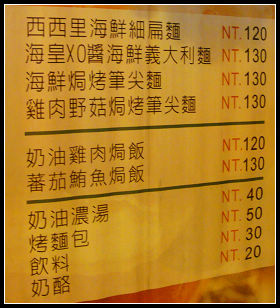 西西里海鮮細扁麵 NT.120
海皇XO醬海鮮義大利麵 NT.130
海鮮焗烤筆尖麵 NT.130
雞肉野菇焗烤筆尖麵 NT.130
奶油雞肉焗飯 NT.120
蕃茄鮪魚焗飯 NT.130
奶油濃湯 NT. 40
烤麵包 NT. 50
飲料 NT. 30
奶酪 NT. 20